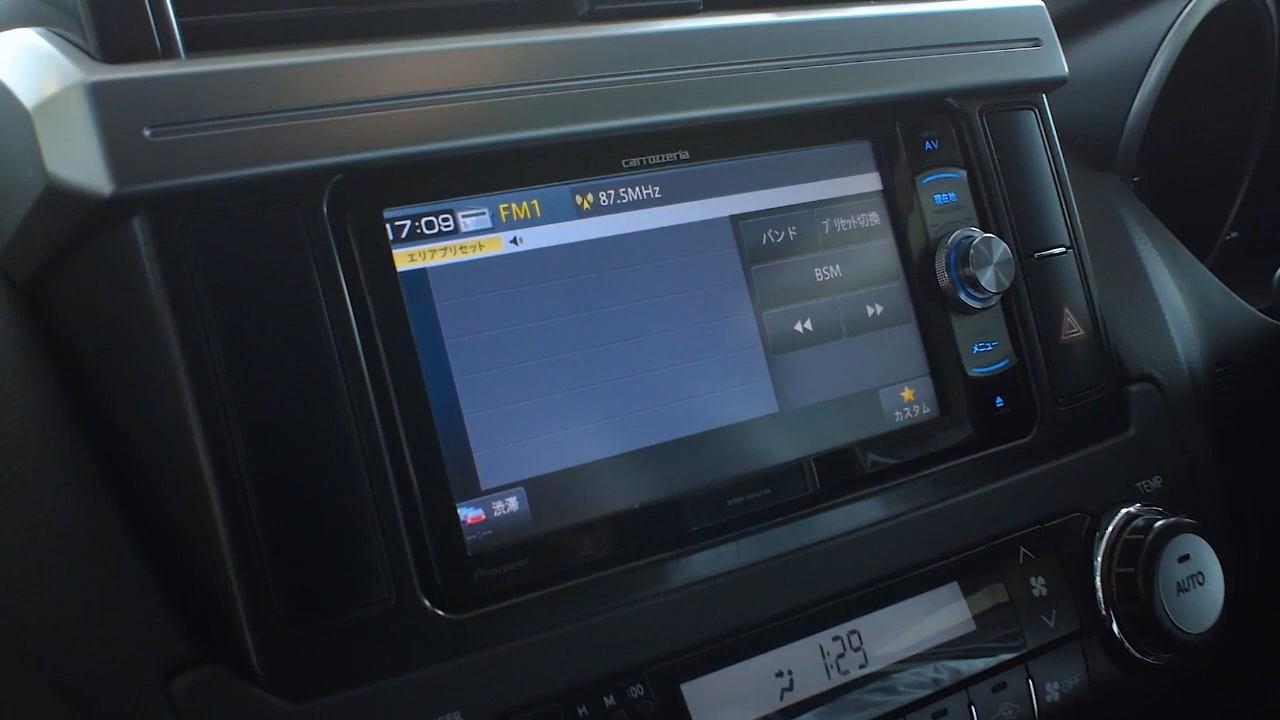 carrozzeria
AV
17:09 FM1 87.5MHz
現在地
エリアプリセット
バンド プリセット切換
BSM
メニュー
カスタム
渋滞
Pioneer
TEMP
AUTO
1:29
H M :00
OFF